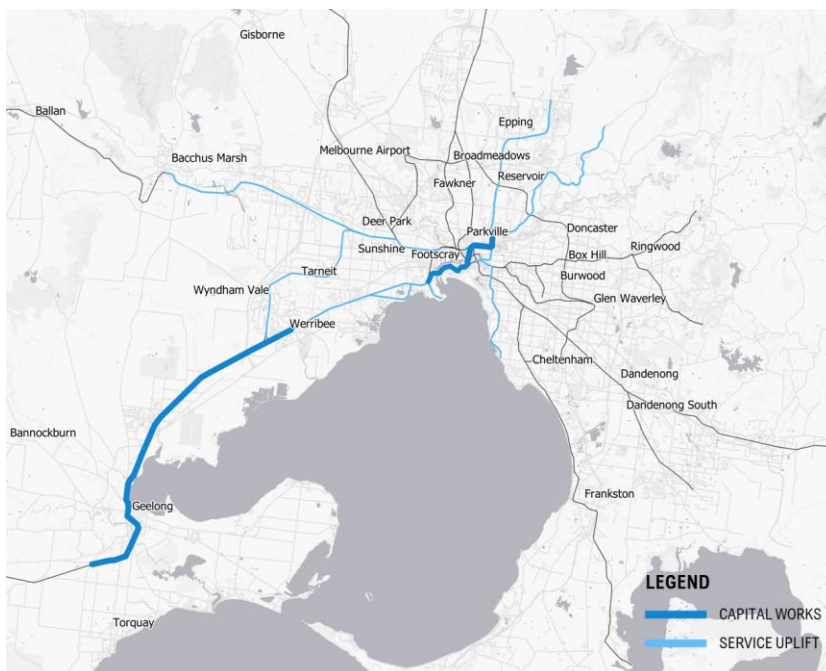 Gisborne
Ballan
Epping
Bacchus Marsh
Melbourne Airport
Broadmeadows
Reservoir
Fawkner
Deer Park
Parkville
Doncaster
Sunshine
Footscray
Ringwood
Box Hill
Tarneit
Burwood
Wyndham Vale
Glen Waverley
Werribee
Cheltenham
Dandenong
Dandenong South
Bannockburn
Frankston
Geelong
LEGEND
CAPITAL WORKS
Torquay
SERVICE UPLIFT